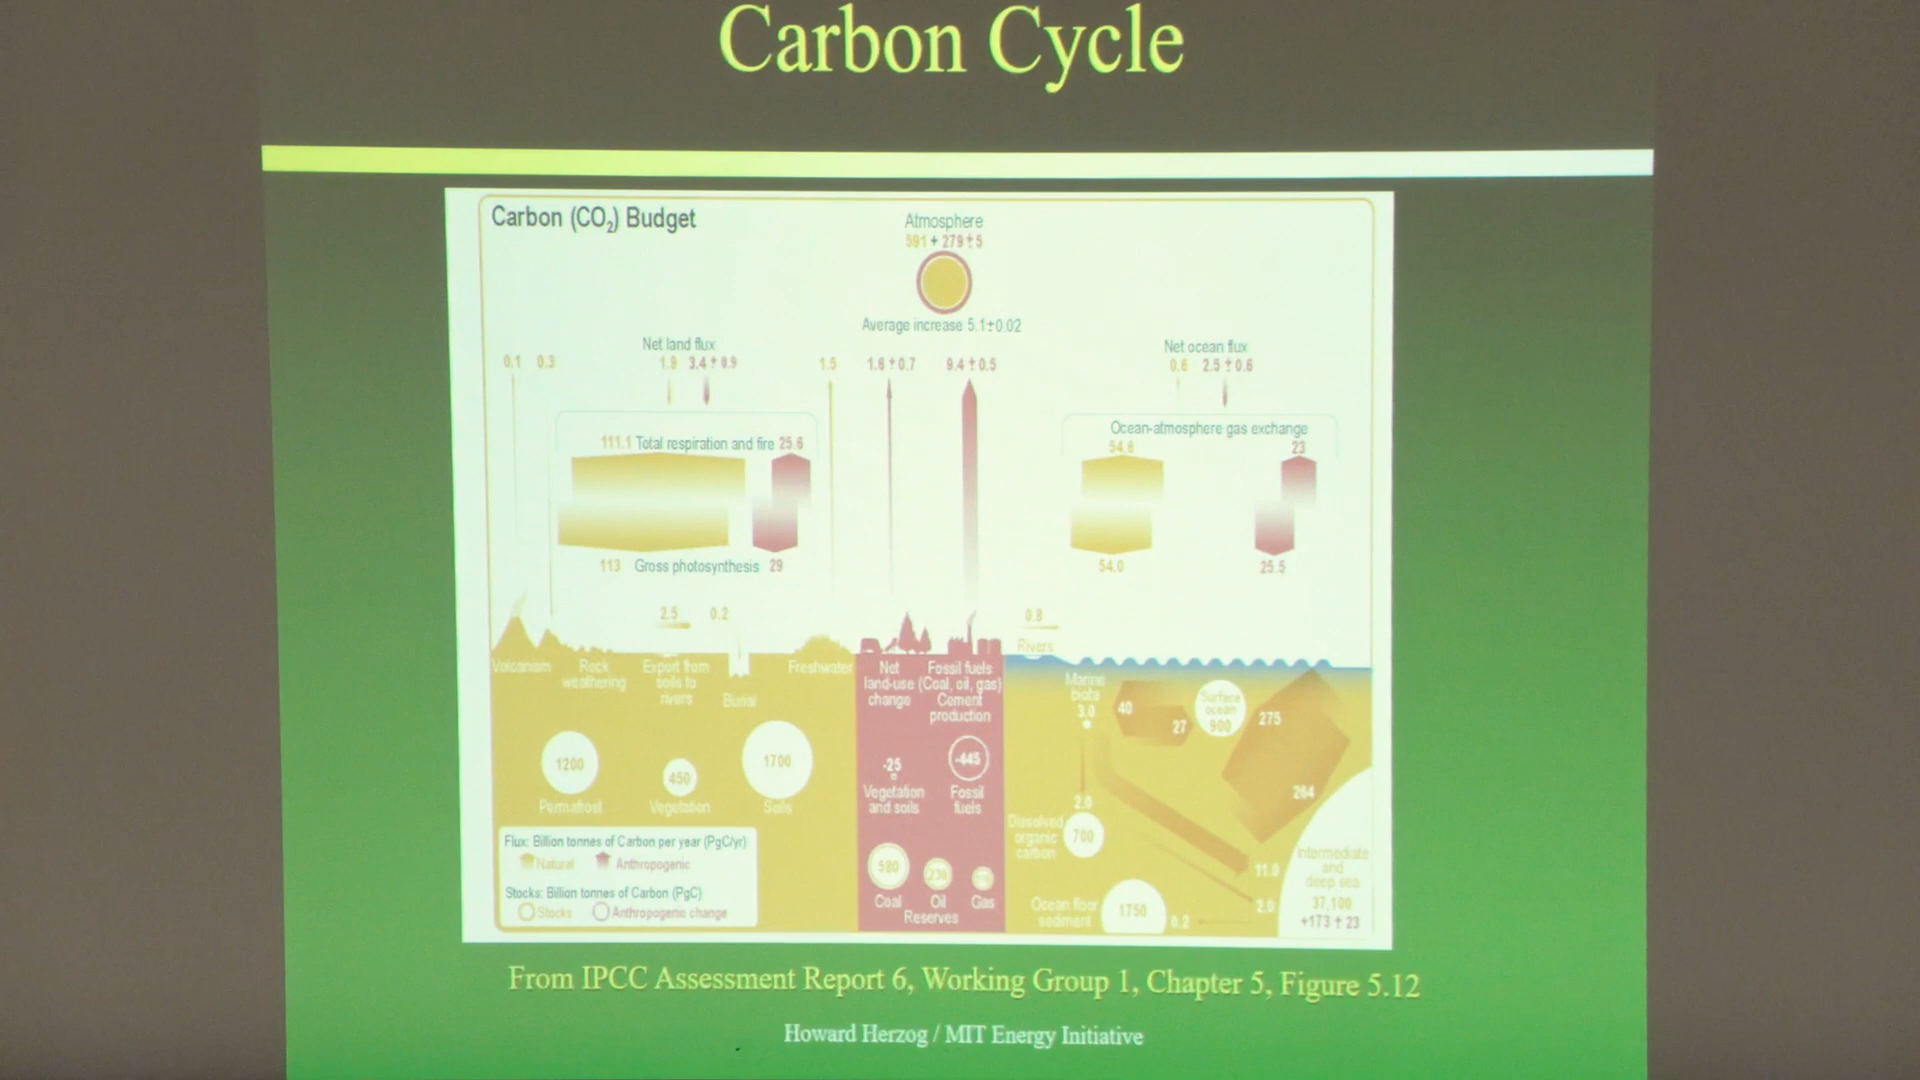 Carbon Cycle
Carbon (CO₂) Budget
Atmosphere
591 + 279 ± 5
Average increase 5.1±0.02
Net land flux
1.9 3.4 ± 0.9
0.1 0.3
1.5
1.6 ± 0.7
9.4 ± 0.5
Net ocean flux
0.6 2.5 ± 0.6
111.1 Total respiration and fire 25.6
113 Gross photosynthesis 29
Ocean-atmosphere gas exchange
54.6 23
54.0 25.5
2.5 0.2
0.8
Rivers
Volcanism
Rock
weathering
Export from
soils to
rivers
Burial
Freshwater
Net
land-use
change
Fossil fuels
(Coal, oil, gas)
Cement
production
1200
Permafrost
450
Vegetation
1700
Soils
-25
Vegetation
and soils
-445
Fossil
fuels
Marine
biota
3.0
40
27
Surface
ocean
900
275
264
2.0
Dissolved
organic
carbon
700
11.0
2.0
Intermediate
and
deep sea
37,100
+173 ± 23
Ocean floor
sediment
1750
0.2
Coal
Oil
Gas
Reserves
Flux: Billion tonnes of Carbon per year (PgC/yr)
Natural Anthropogenic
Stocks: Billion tonnes of Carbon (PgC)
Stocks Anthropogenic change
From IPCC Assessment Report 6, Working Group 1, Chapter 5, Figure 5.12
Howard Herzog / MIT Energy Initiative